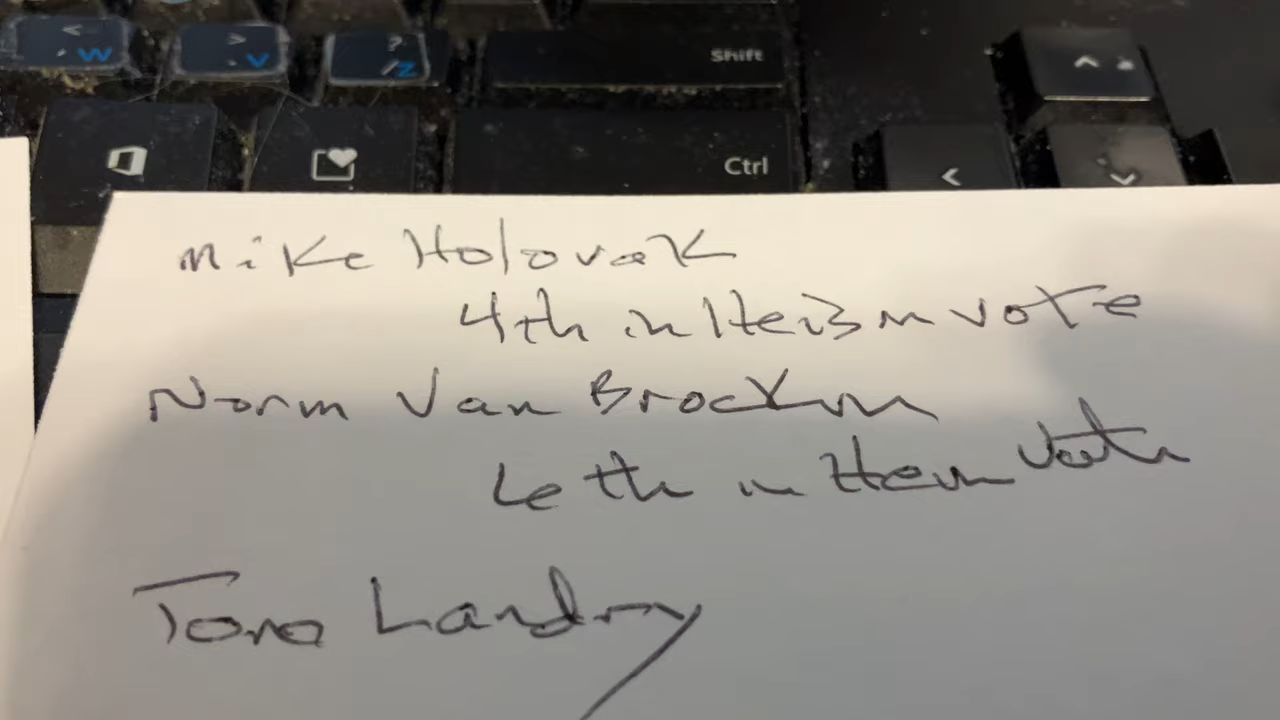 < , W > . V ? / Z Shift ^
Ctrl < ⌄
Mike Holovak
4th in Heism vote
Norm Van Brocklin
6th in Heism Vote
Tom Landry